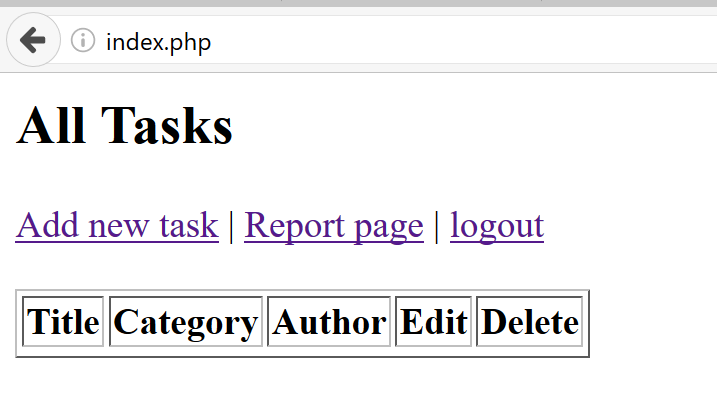 index.php
All Tasks
Add new task | Report page | logout
Title Category Author Edit Delete